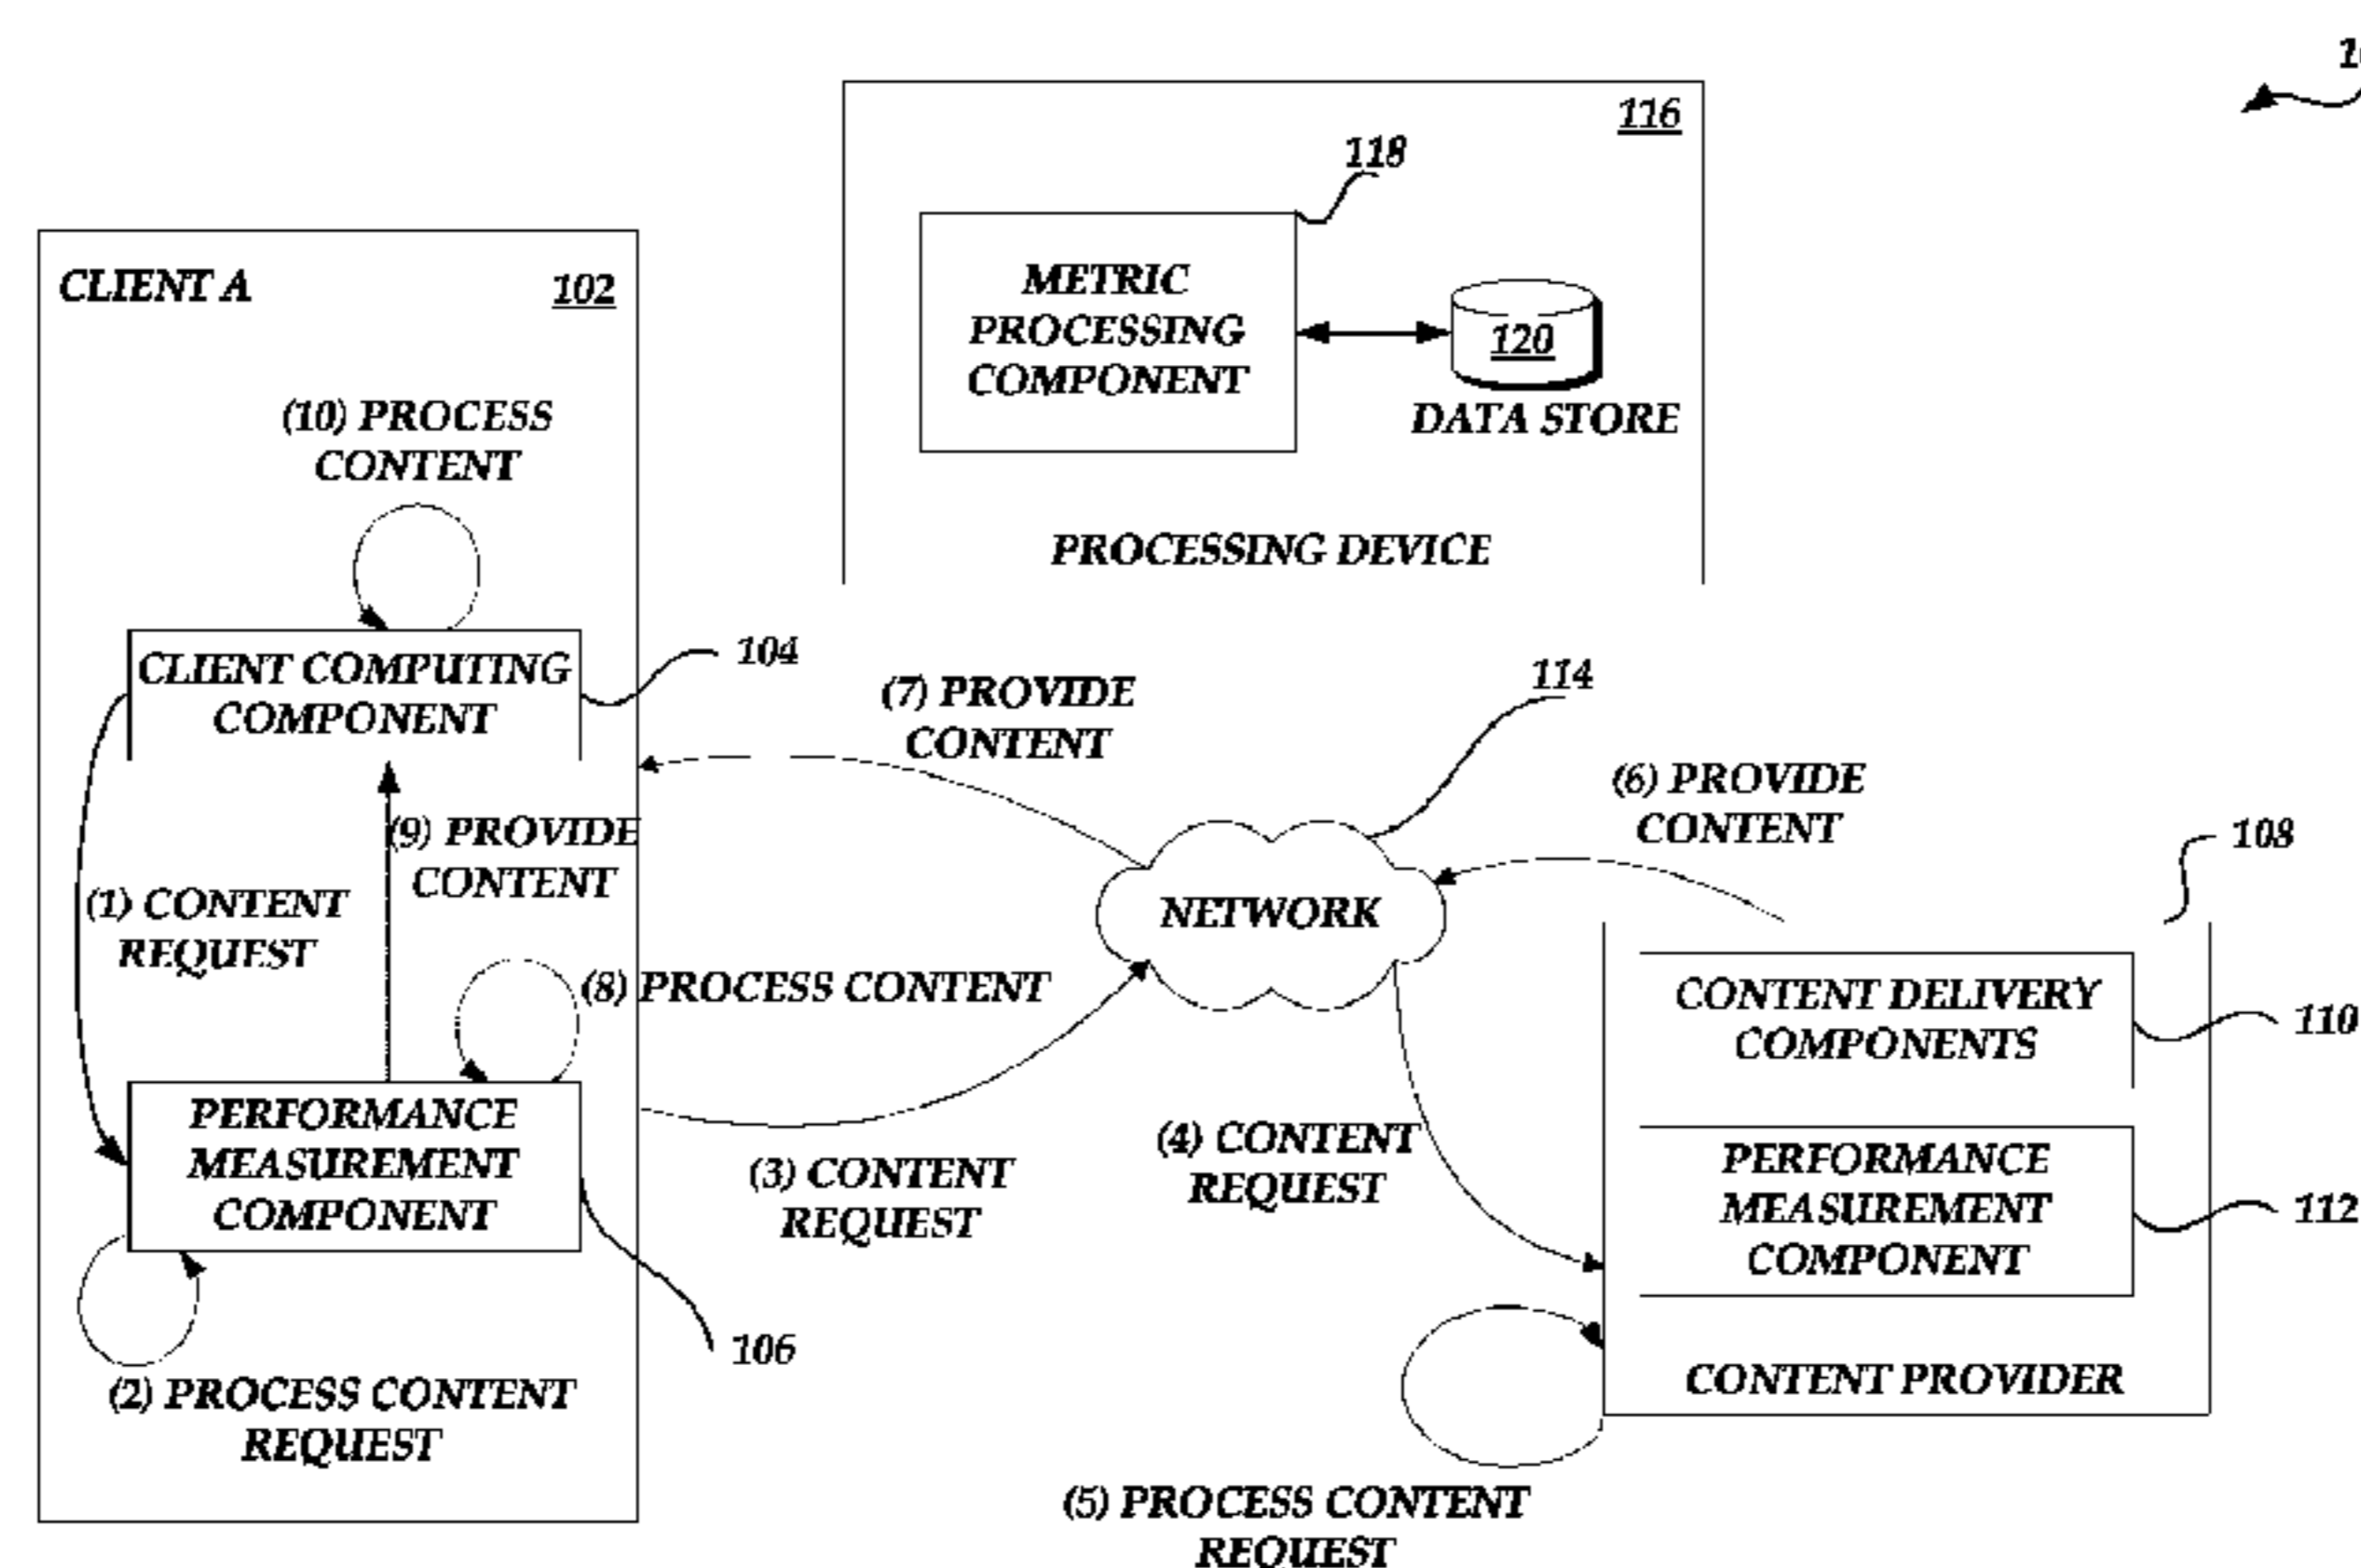 116
118
METRIC
PROCESSING
COMPONENT
120
DATA STORE
PROCESSING DEVICE
CLIENT A
102
(10) PROCESS
CONTENT
CLIENT COMPUTING
COMPONENT
104
(7) PROVIDE
CONTENT
114
(6) PROVIDE
CONTENT
108
(9) PROVIDE
CONTENT
(1) CONTENT
REQUEST
NETWORK
(8) PROCESS CONTENT
CONTENT DELIVERY
COMPONENTS
110
PERFORMANCE
MEASUREMENT
COMPONENT
(3) CONTENT
REQUEST
(4) CONTENT
REQUEST
PERFORMANCE
MEASUREMENT
COMPONENT
112
106
CONTENT PROVIDER
(2) PROCESS CONTENT
REQUEST
(5) PROCESS CONTENT
REQUEST